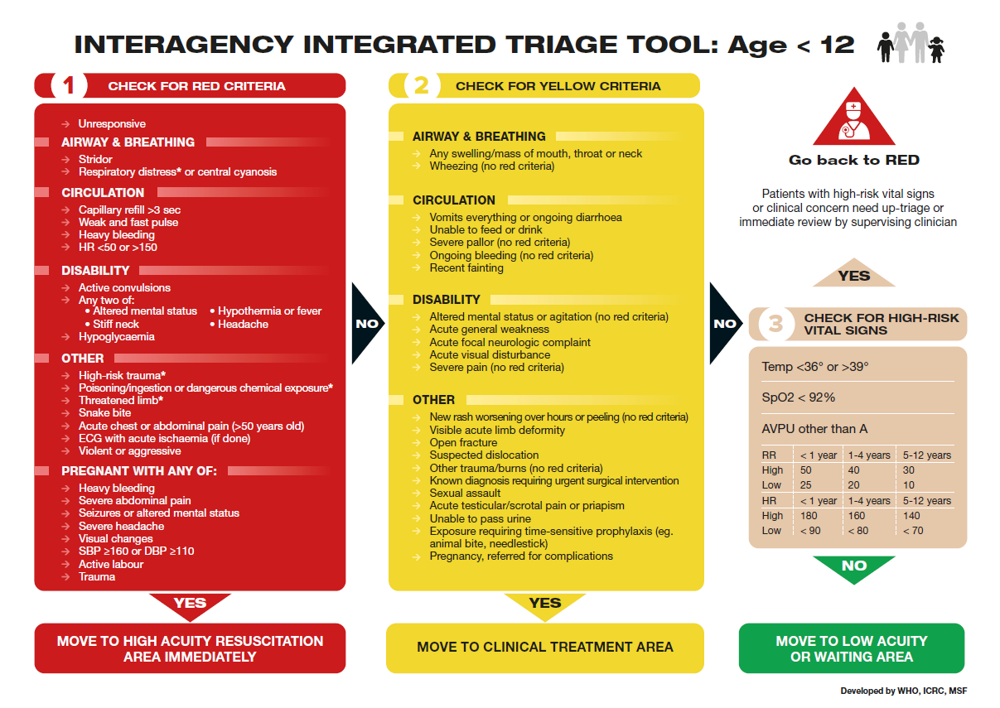 INTERAGENCY INTEGRATED TRIAGE TOOL: Age < 12
1 CHECK FOR RED CRITERIA
→ Unresponsive
AIRWAY & BREATHING
→ Stridor
→ Respiratory distress* or central cyanosis
CIRCULATION
→ Capillary refill >3 sec
→ Weak and fast pulse
→ Heavy bleeding
→ HR <50 or >150
DISABILITY
→ Active convulsions
→ Any two of:
• Altered mental status • Hypothermia or fever
• Stiff neck • Headache
→ Hypoglycaemia
OTHER
→ High-risk trauma*
→ Poisoning/ingestion or dangerous chemical exposure*
→ Threatened limb*
→ Snake bite
→ Acute chest or abdominal pain (>50 years old)
→ ECG with acute ischaemia (if done)
→ Violent or aggressive
PREGNANT WITH ANY OF:
→ Heavy bleeding
→ Severe abdominal pain
→ Seizures or altered mental status
→ Severe headache
→ Visual changes
→ SBP ≥160 or DBP ≥110
→ Active labour
→ Trauma
YES
MOVE TO HIGH ACUITY RESUSCITATION
AREA IMMEDIATELY
NO
2 CHECK FOR YELLOW CRITERIA
AIRWAY & BREATHING
→ Any swelling/mass of mouth, throat or neck
→ Wheezing (no red criteria)
CIRCULATION
→ Vomits everything or ongoing diarrhoea
→ Unable to feed or drink
→ Severe pallor (no red criteria)
→ Ongoing bleeding (no red criteria)
→ Recent fainting
DISABILITY
→ Altered mental status or agitation (no red criteria)
→ Acute general weakness
→ Acute focal neurologic complaint
→ Acute visual disturbance
→ Severe pain (no red criteria)
OTHER
→ New rash worsening over hours or peeling (no red criteria)
→ Visible acute limb deformity
→ Open fracture
→ Suspected dislocation
→ Other trauma/burns (no red criteria)
→ Known diagnosis requiring urgent surgical intervention
→ Sexual assault
→ Acute testicular/scrotal pain or priapism
→ Unable to pass urine
→ Exposure requiring time-sensitive prophylaxis (eg.
animal bite, needlestick)
→ Pregnancy, referred for complications
YES
MOVE TO CLINICAL TREATMENT AREA
NO
Go back to RED
Patients with high-risk vital signs
or clinical concern need up-triage or
immediate review by supervising clinician
YES
3 CHECK FOR HIGH-RISK
VITAL SIGNS
Temp <36° or >39°
SpO2 < 92%
AVPU other than A
RR < 1 year 1-4 years 5-12 years
High 50 40 30
Low 25 20 10
HR < 1 year 1-4 years 5-12 years
High 180 160 140
Low < 90 < 80 < 70
NO
MOVE TO LOW ACUITY
OR WAITING AREA
Developed by WHO, ICRC, MSF